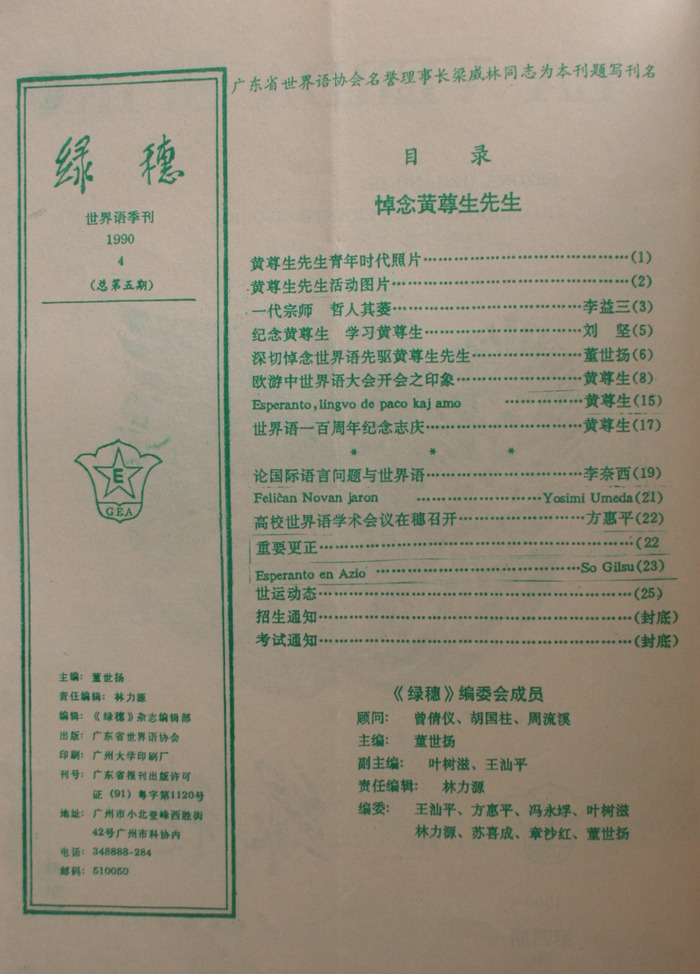 广东省世界语协会名誉理事长梁威林同志为本刊题写刊名
绿穗
世界语季刊
1990
4
（总第五期）
E
GEA
主编：董世扬
责任编辑：林力源
编辑：《绿穗》杂志编辑部
出版：广东省世界语协会
印刷：广州大学印刷厂
刊号：广东省报刊出版许可
证（91）粤字第1120号
地址：广州市小北登峰西胜街
42号广州市科协内
电话：348888-284
邮码：510050
目 录
悼念黄尊生先生
黄尊生先生青年时代照片……………………………(1)
黄尊生先生活动图片…………………………………(2)
一代宗师 哲人其萎…………………………李益三(3)
纪念黄尊生 学习黄尊生……………………刘 坚(5)
深切悼念世界语先驱黄尊生先生……………董世扬(6)
欧游中世界语大会开会之印象………………黄尊生(8)
Esperanto,lingvo de paco kaj amo ……………黄尊生(15)
世界语一百周年纪念志庆……………………黄尊生(17)
* * *
论国际语言问题与世界语……………………李奈西(19)
Feliĉan Novan jaron ………………Yosimi Umeda(21)
高校世界语学术会议在穗召开………………方惠平(22)
重要更正………………………………………………(22
Esperanto en Azio …………………………So Gilsu(23)
世运动态………………………………………………(25)
招生通知………………………………………………(封底)
考试通知………………………………………………(封底)
《绿穗》编委会成员
顾问：曾倩仪、胡国柱、周流溪
主编：董世扬
副主编：叶树滋、王汕平
责任编辑：林力源
编委：王汕平、方惠平、冯永垺、叶树滋
林力源、苏喜成、章沙红、董世扬